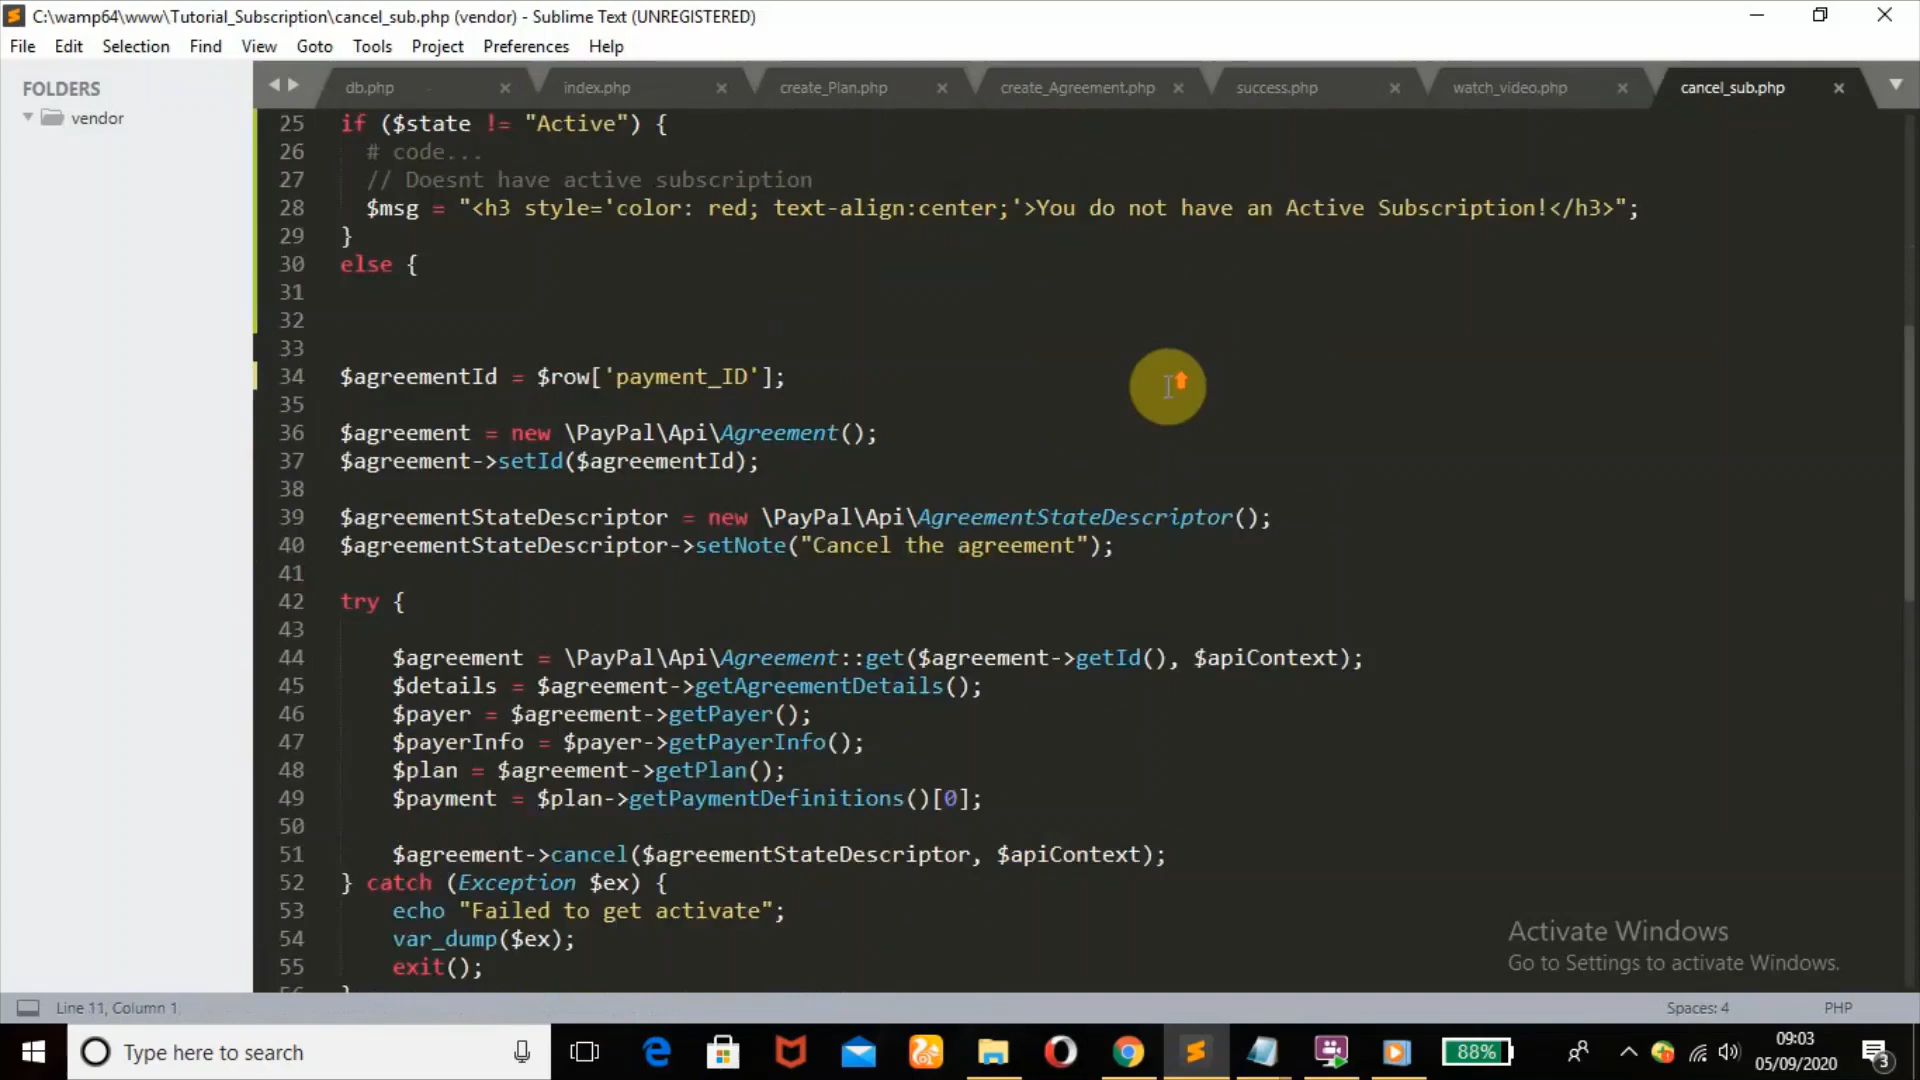 C:\wamp64\www\Tutorial_Subscription\cancel_sub.php (vendor) - Sublime Text (UNREGISTERED)
File Edit Selection Find View Goto Tools Project Preferences Help
FOLDERS
vendor
db.php index.php create_Plan.php create_Agreement.php success.php watch_video.php cancel_sub.php
25 if ($state != "Active") {
26 # code...
27 // Doesnt have active subscription
28 $msg = "<h3 style='color: red; text-align:center;'>You do not have an Active Subscription!</h3>";
29 }
30 else {
31
32
33
34 $agreementId = $row['payment_ID'];
35
36 $agreement = new \PayPal\Api\Agreement();
37 $agreement->setId($agreementId);
38
39 $agreementStateDescriptor = new \PayPal\Api\AgreementStateDescriptor();
40 $agreementStateDescriptor->setNote("Cancel the agreement");
41
42 try {
43
44 $agreement = \PayPal\Api\Agreement::get($agreement->getId(), $apiContext);
45 $details = $agreement->getAgreementDetails();
46 $payer = $agreement->getPayer();
47 $payerInfo = $payer->getPayerInfo();
48 $plan = $agreement->getPlan();
49 $payment = $plan->getPaymentDefinitions()[0];
50
51 $agreement->cancel($agreementStateDescriptor, $apiContext);
52 } catch (Exception $ex) {
53 echo "Failed to get activate";
54 var_dump($ex);
55 exit();
Activate Windows
Go to Settings to activate Windows.
Line 11, Column 1 Spaces: 4 PHP
Type here to search 88% 09:03
05/09/2020 3